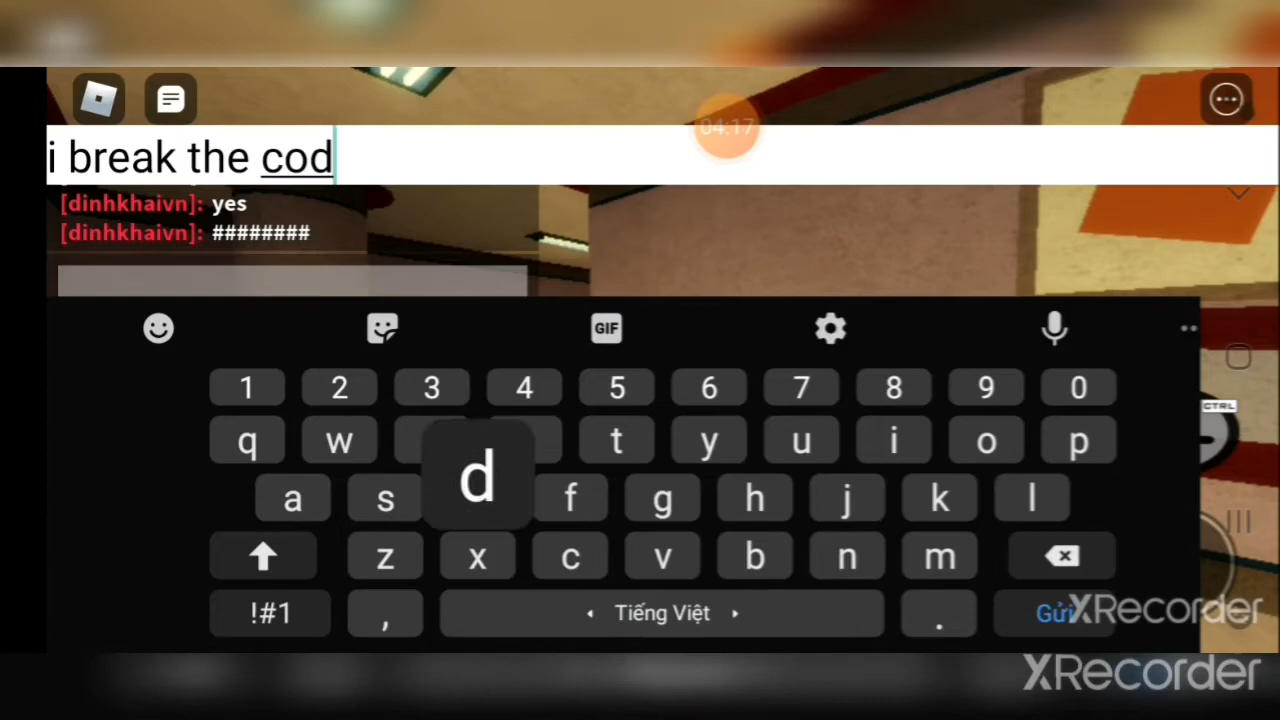 04:17
i break the cod
[dinhkhaivn]: yes
[dinhkhaivn]: ########
GIF
1 2 3 4 5 6 7 8 9 0
q w t y u i o p
CTRL
d
a s f g h j k l
z x c v b n m
!#1 , Tiếng Việt . Gửi
XRecorder
XRecorder